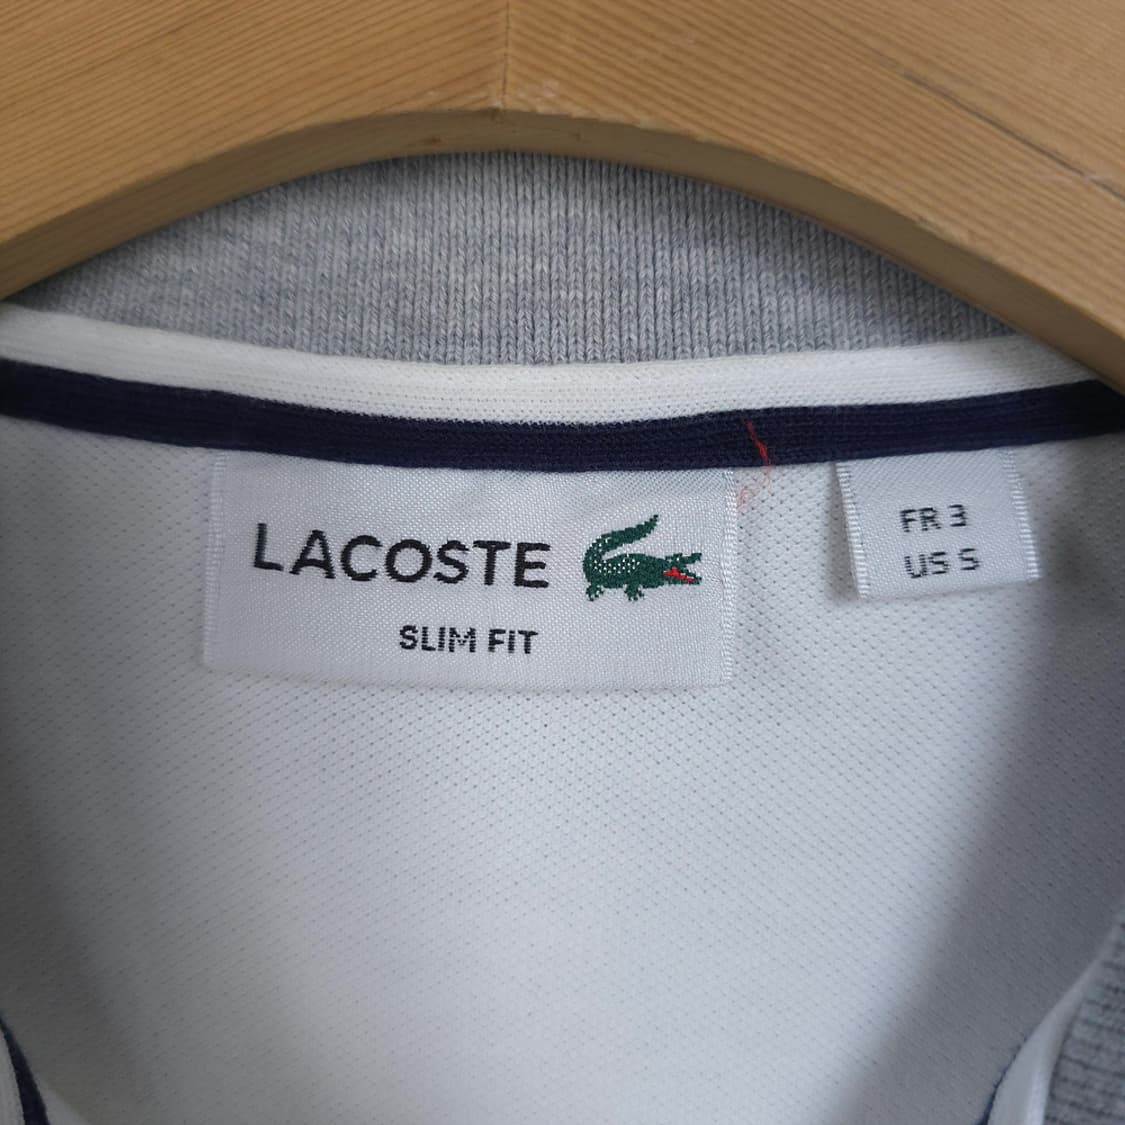 LACOSTE
SLIM FIT
FR 3
US S